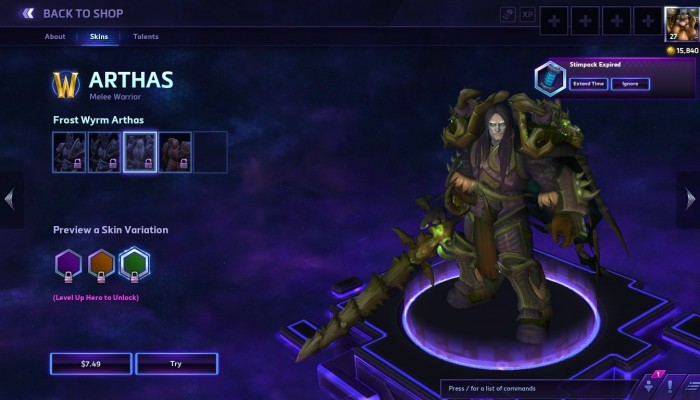 BACK TO SHOP
XP
27
15,840
About
Skins
Talents
Stimpack Expired
Extend Time
Ignore
W
ARTHAS
Melee Warrior
Frost Wyrm Arthas
Preview a Skin Variation
(Level Up Hero to Unlock)
$7.49
Try
Press / for a list of commands
1